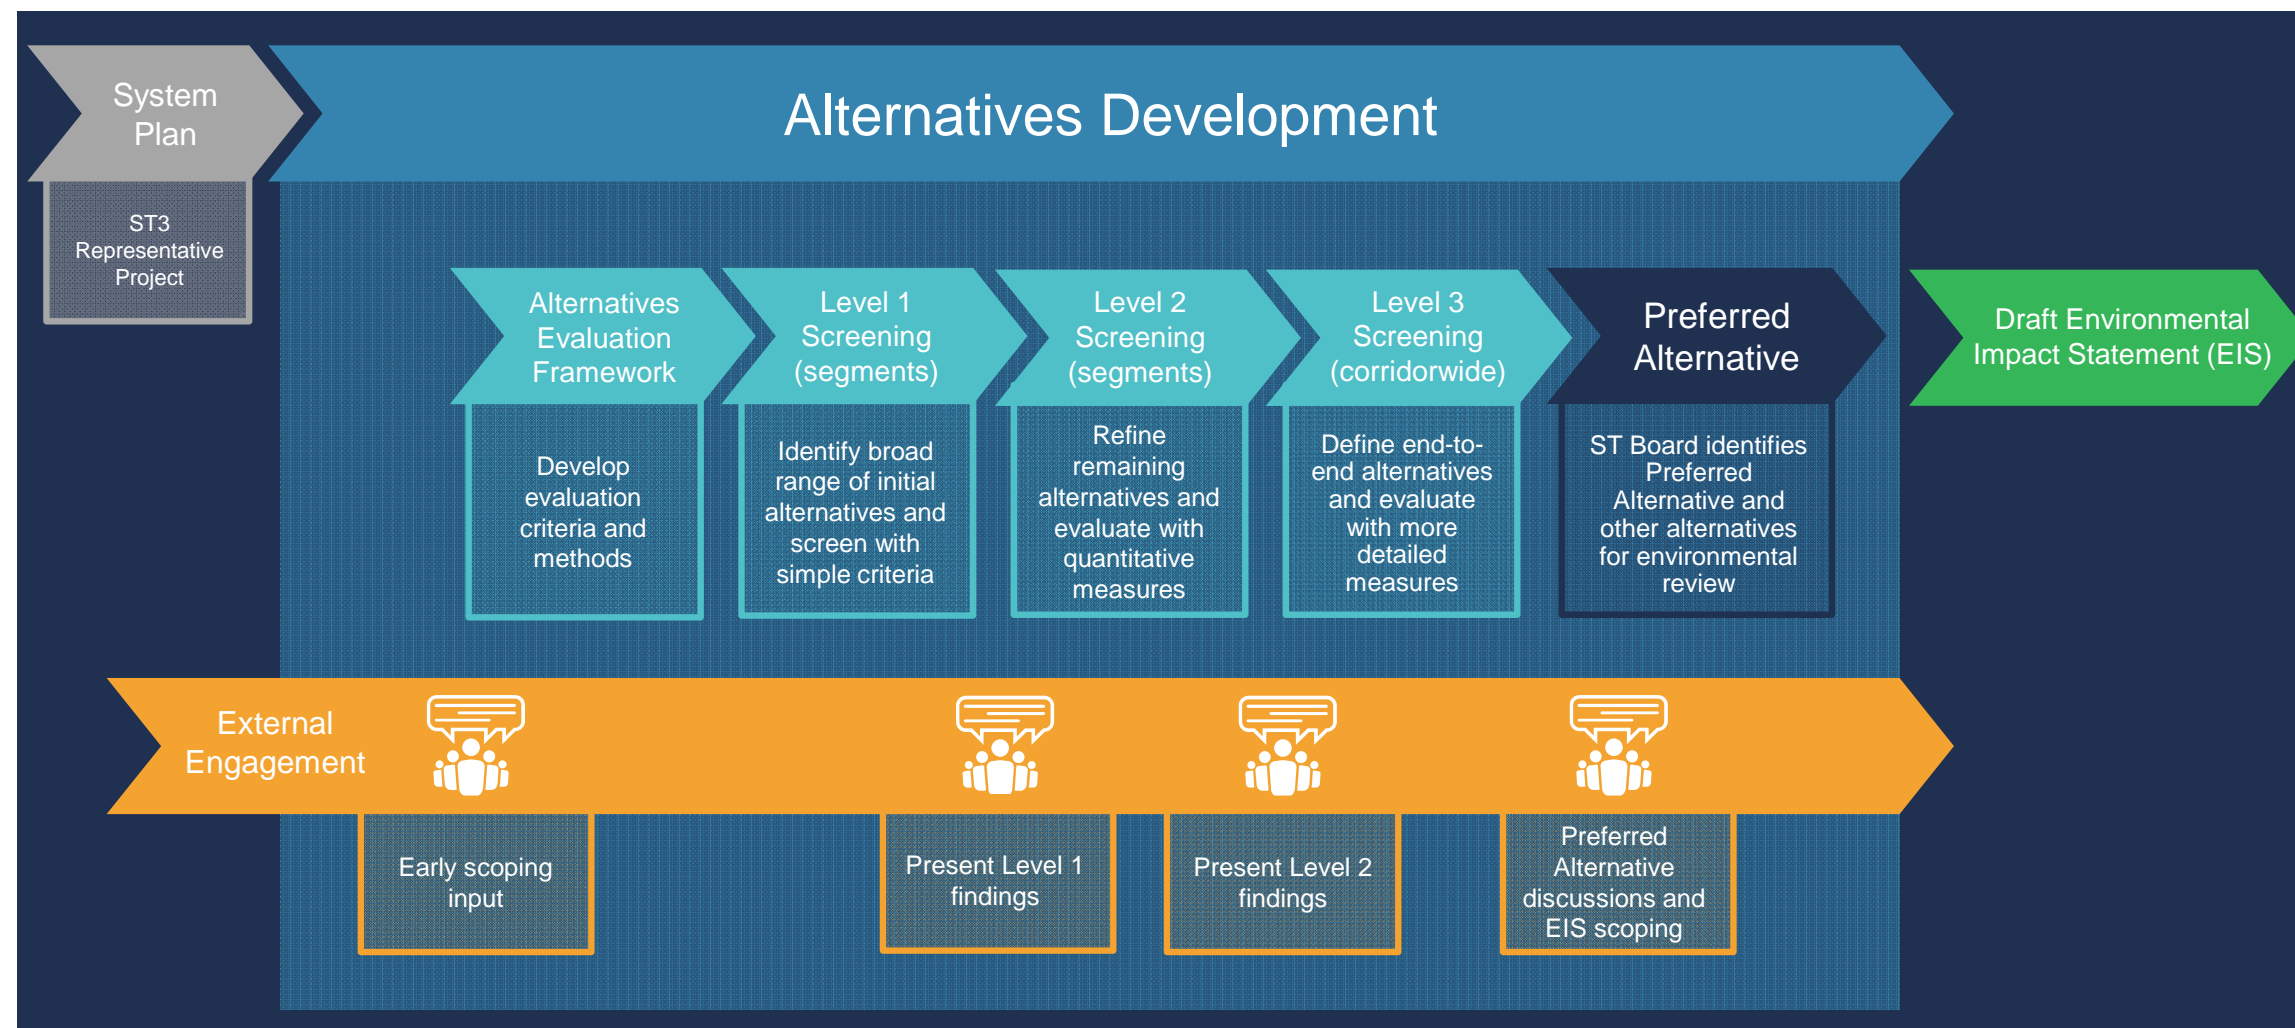 System
Plan
ST3
Representative
Project
Alternatives Development
Alternatives
Evaluation
Framework
Develop
evaluation
criteria and
methods
Level 1
Screening
(segments)
Identify broad
range of initial
alternatives and
screen with
simple criteria
Level 2
Screening
(segments)
Refine
remaining
alternatives and
evaluate with
quantitative
measures
Level 3
Screening
(corridorwide)
Define end-to-
end alternatives
and evaluate
with more
detailed
measures
Preferred
Alternative
ST Board identifies
Preferred
Alternative and
other alternatives
for environmental
review
Draft Environmental
Impact Statement (EIS)
External
Engagement
Early scoping
input
Present Level 1
findings
Present Level 2
findings
Preferred
Alternative
discussions and
EIS scoping